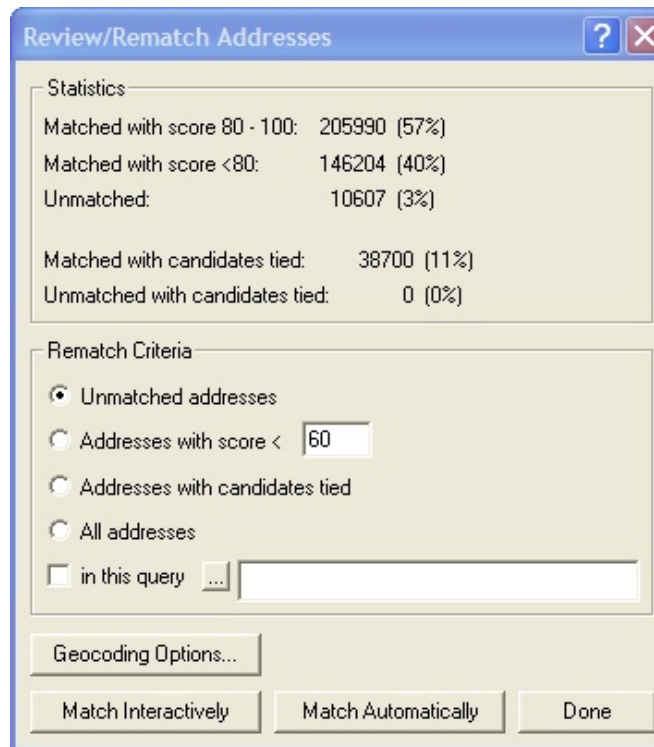 Review/Rematch Addresses
?
Statistics
Matched with score 80 - 100: 205990 (57%)
Matched with score <80: 146204 (40%)
Unmatched: 10607 (3%)
Matched with candidates tied: 38700 (11%)
Unmatched with candidates tied: 0 (0%)
Rematch Criteria
Unmatched addresses
Addresses with score < 60
Addresses with candidates tied
All addresses
in this query ...
Geocoding Options...
Match Interactively Match Automatically Done